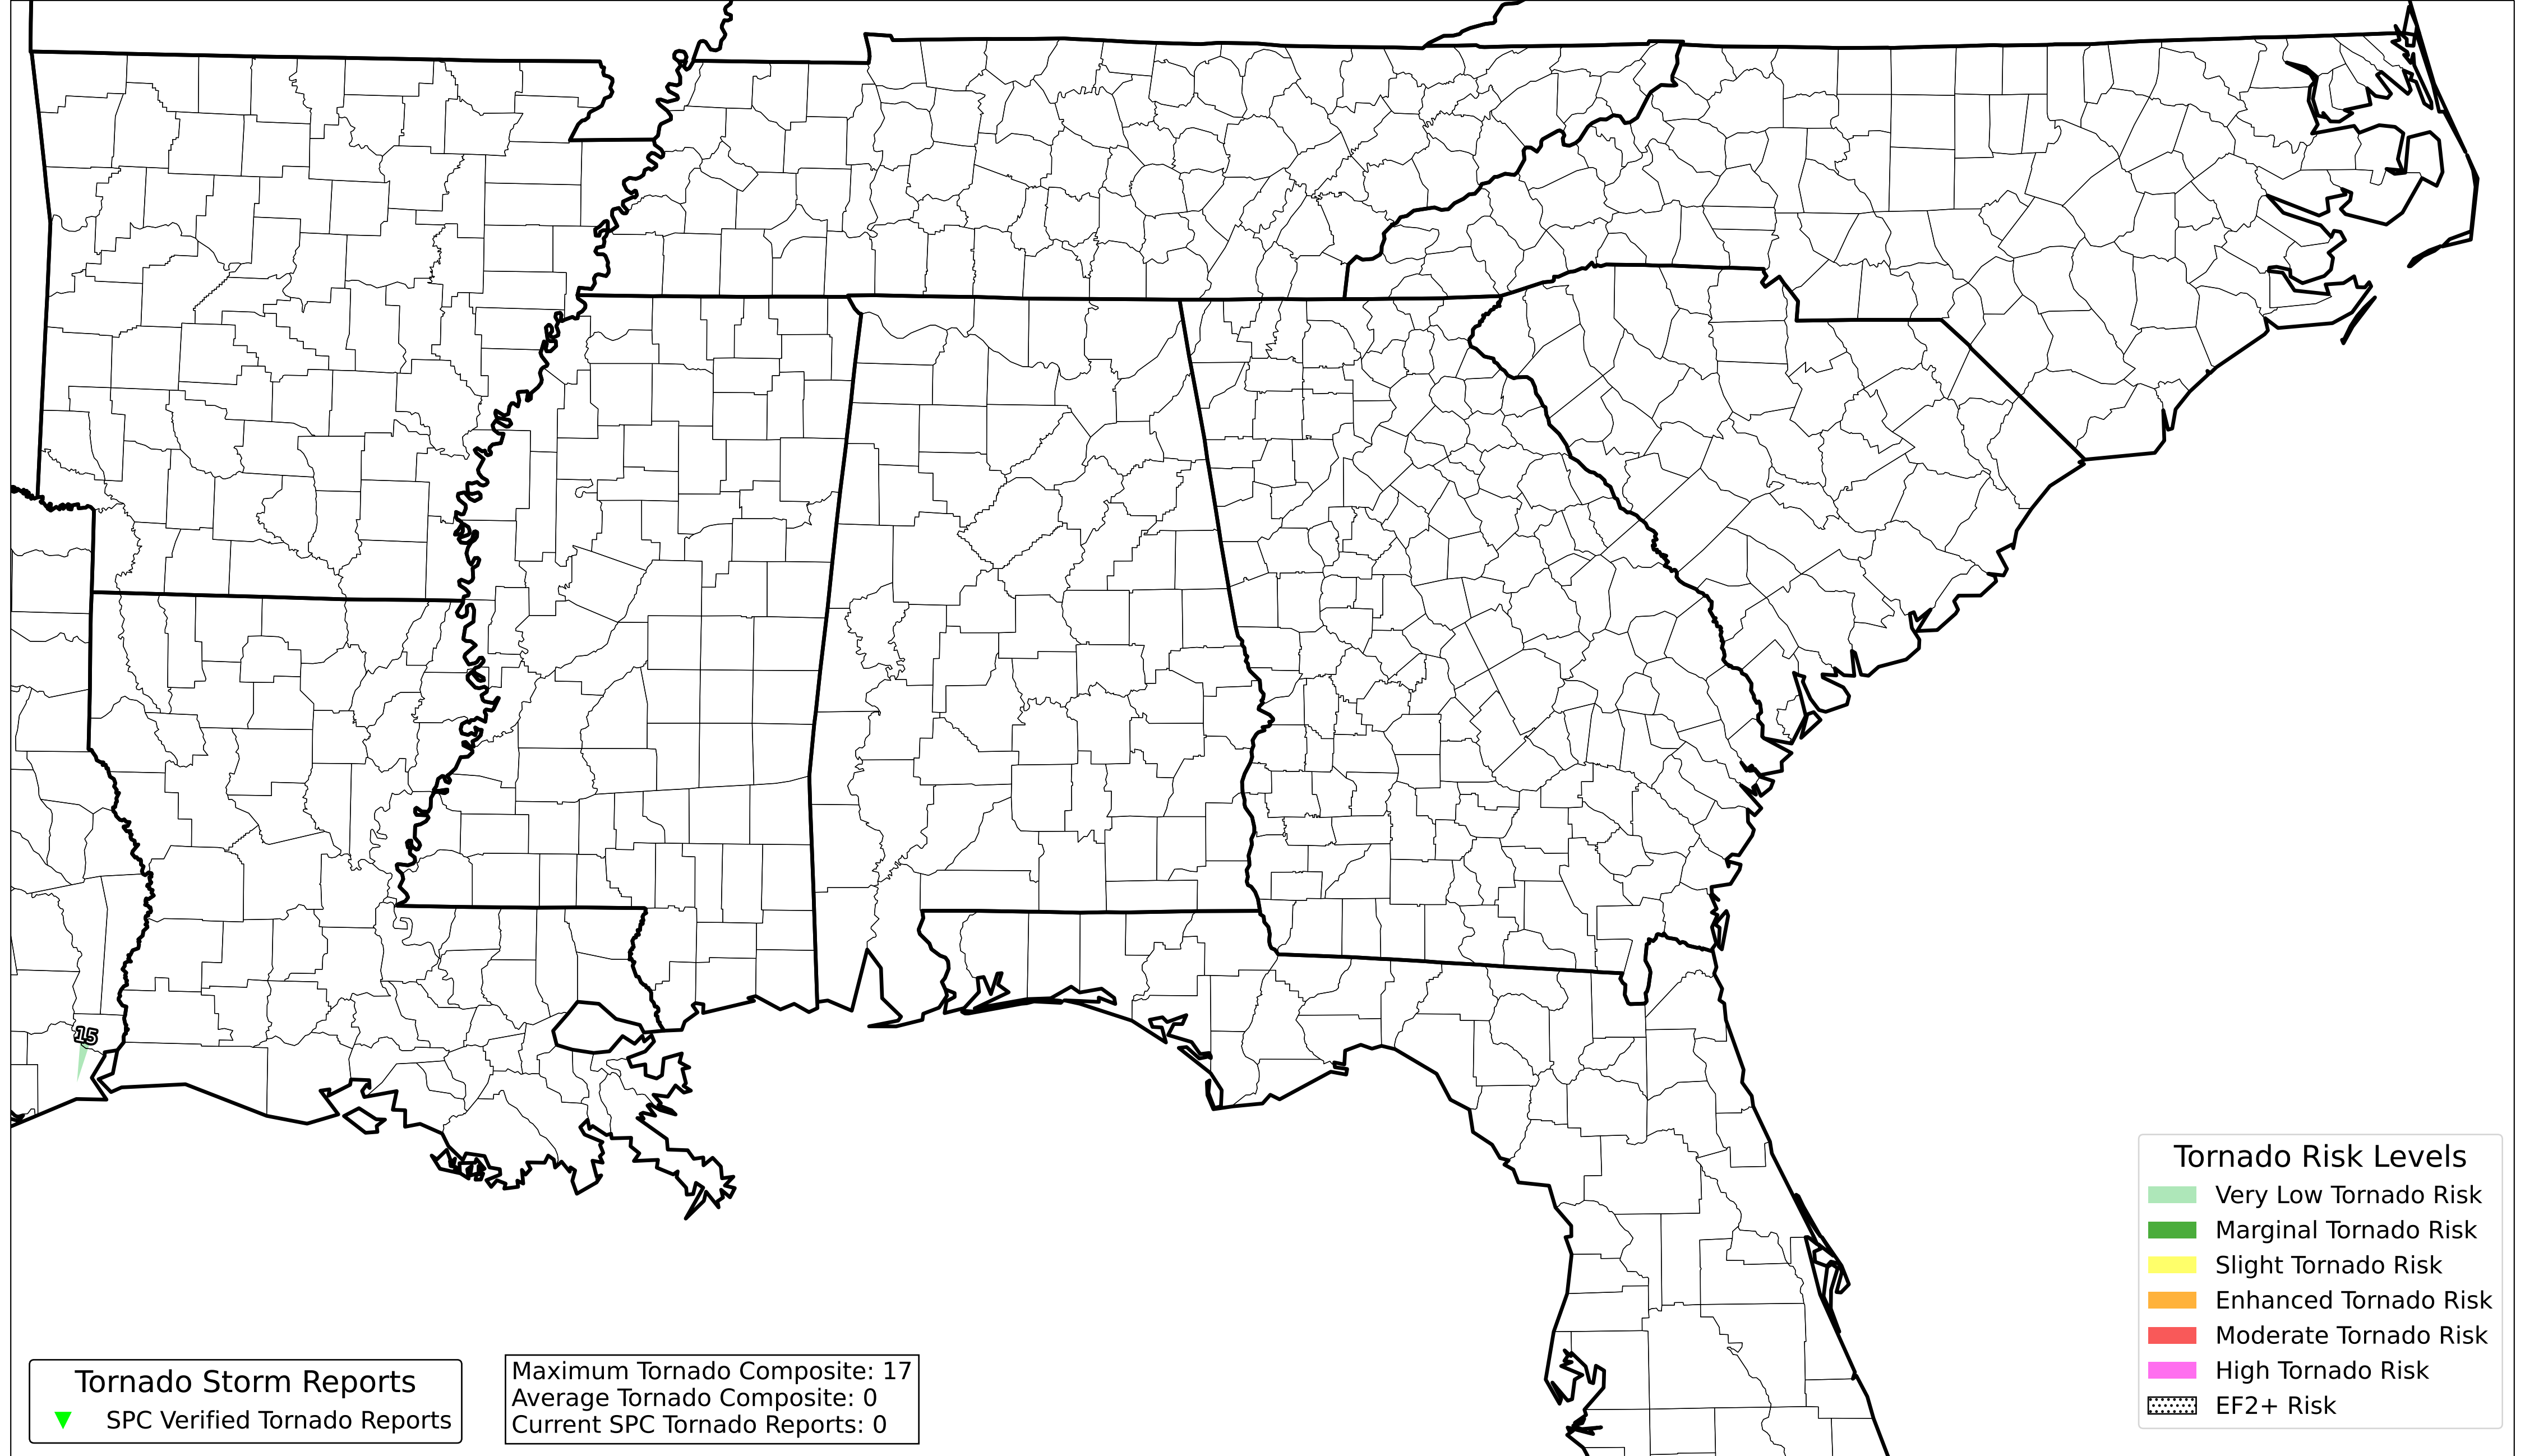 15
Tornado Risk Levels
Very Low Tornado Risk
Marginal Tornado Risk
Slight Tornado Risk
Enhanced Tornado Risk
Moderate Tornado Risk
High Tornado Risk
EF2+ Risk
Tornado Storm Reports
SPC Verified Tornado Reports
Maximum Tornado Composite: 17
Average Tornado Composite: 0
Current SPC Tornado Reports: 0